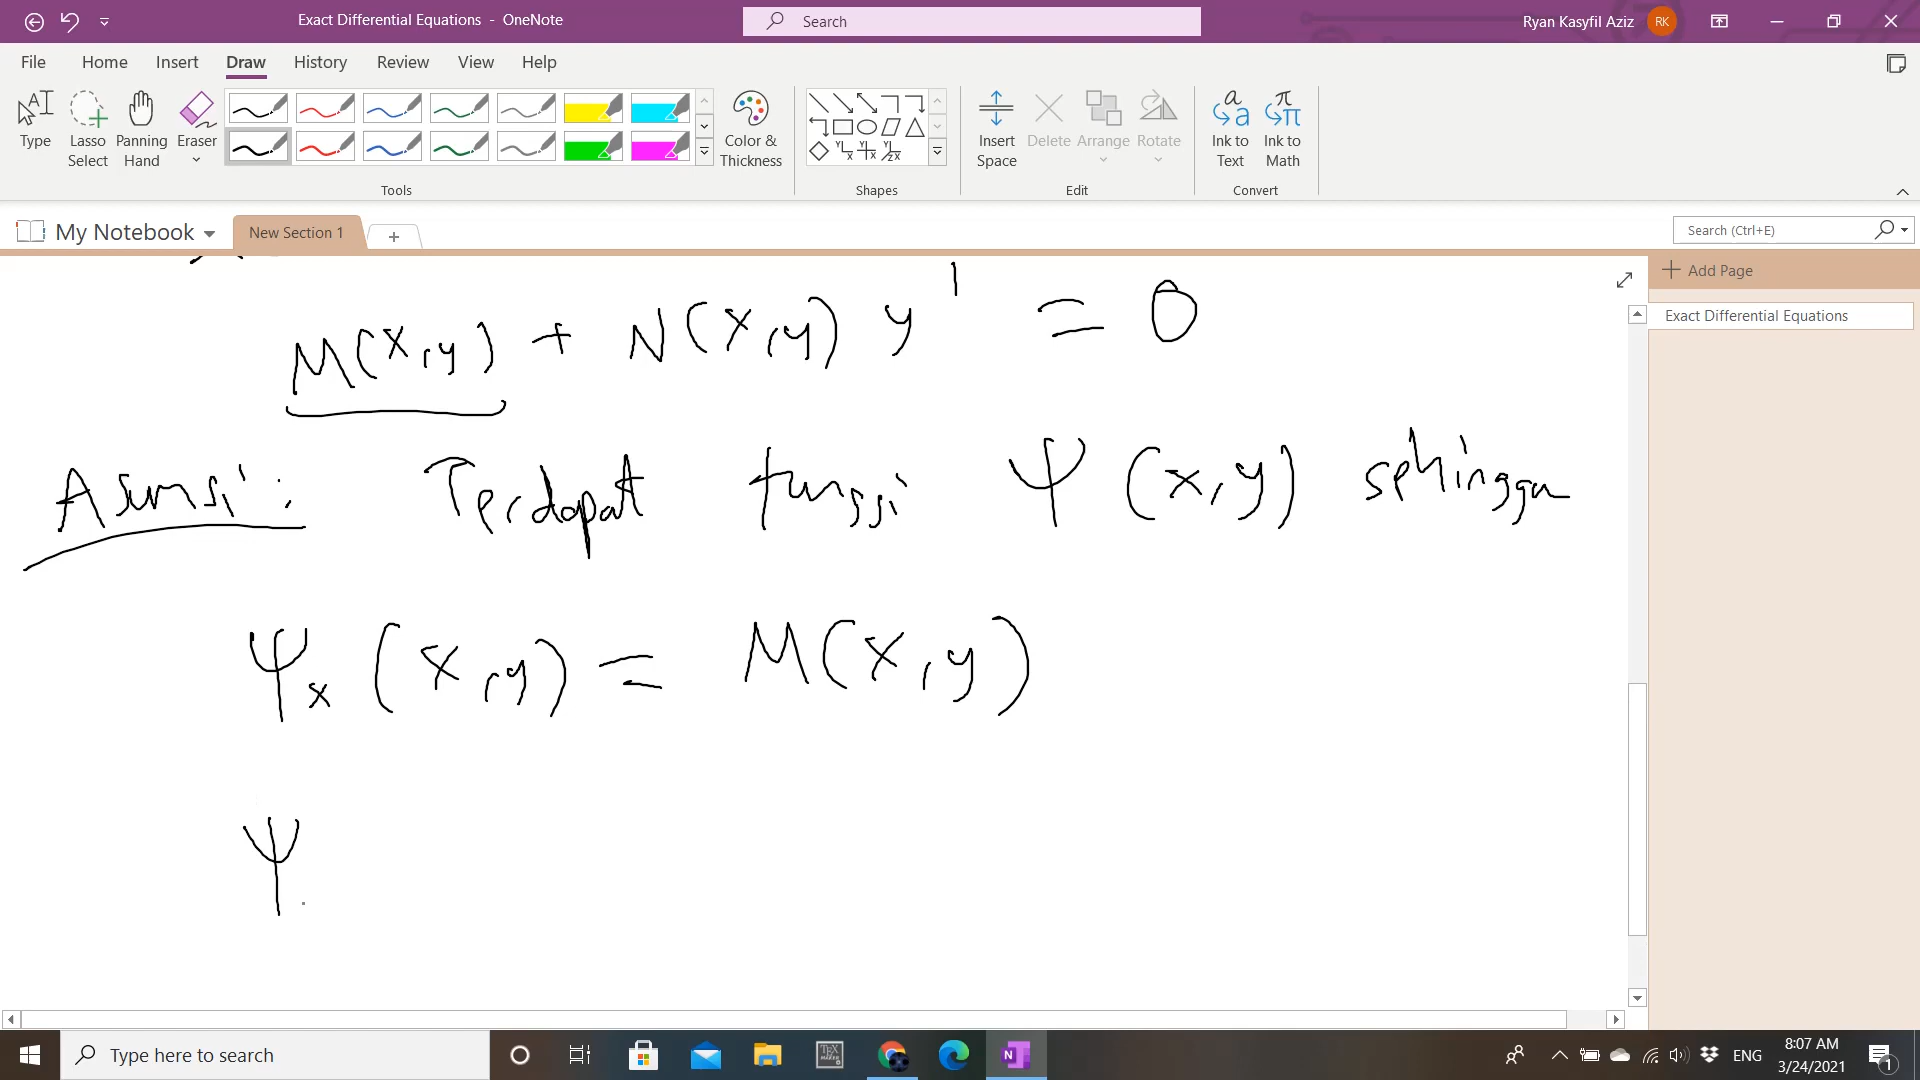 Exact Differential Equations - OneNote
Search
Ryan Kasyfil Aziz RK
File Home Insert Draw History Review View Help
Type
Lasso Select
Panning Hand
Eraser
Color & Thickness
Insert Space
Delete
Arrange
Rotate
Ink to Text
Ink to Math
Tools
Shapes
Edit
Convert
My Notebook
New Section 1
Search (Ctrl+E)
Add Page
Exact Differential Equations
M(x,y) + N(x,y) y' = 0
Asumsi: Terdapat fungsi Ψ (x,y) sehingga
Ψx (x,y) = M(x,y)
Ψ
Type here to search
ENG
8:07 AM
3/24/2021
1